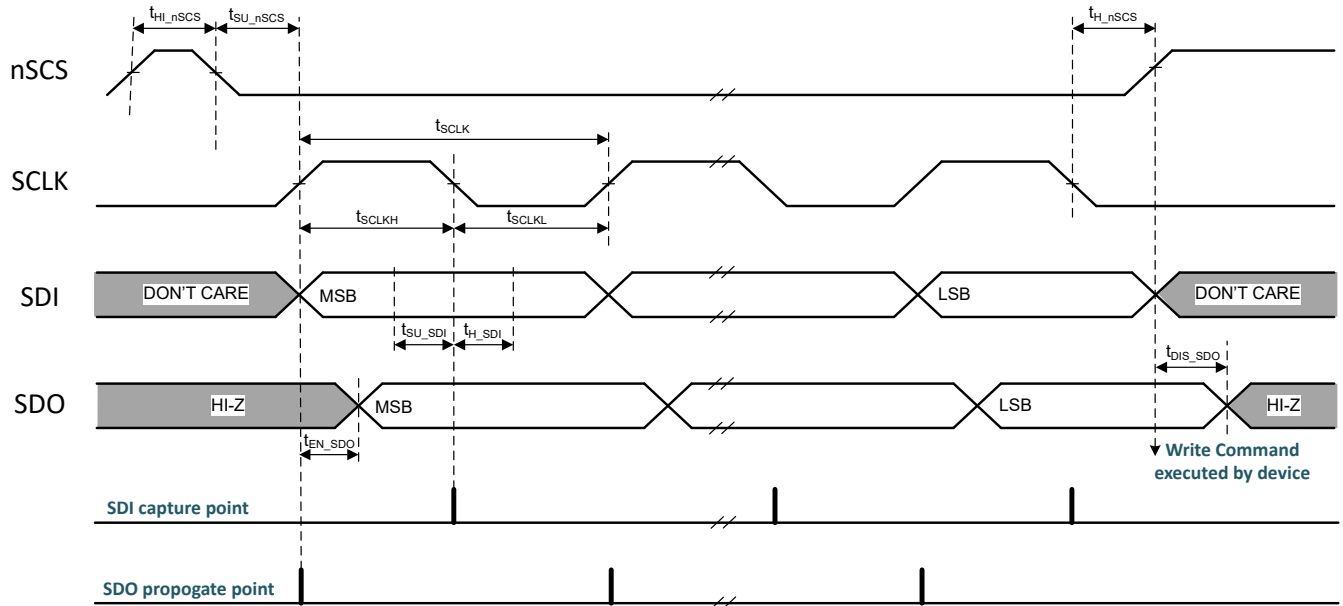 tHI_nSCS
tSU_nSCS
tH_nSCS
nSCS
tSCLK
SCLK
tSCLKH
tSCLKL
SDI
DON'T CARE
MSB
LSB
DON'T CARE
tSU_SDI
tH_SDI
tDIS_SDO
SDO
HI-Z
MSB
LSB
HI-Z
tEN_SDO
Write Command
executed by device
SDI capture point
SDO propogate point